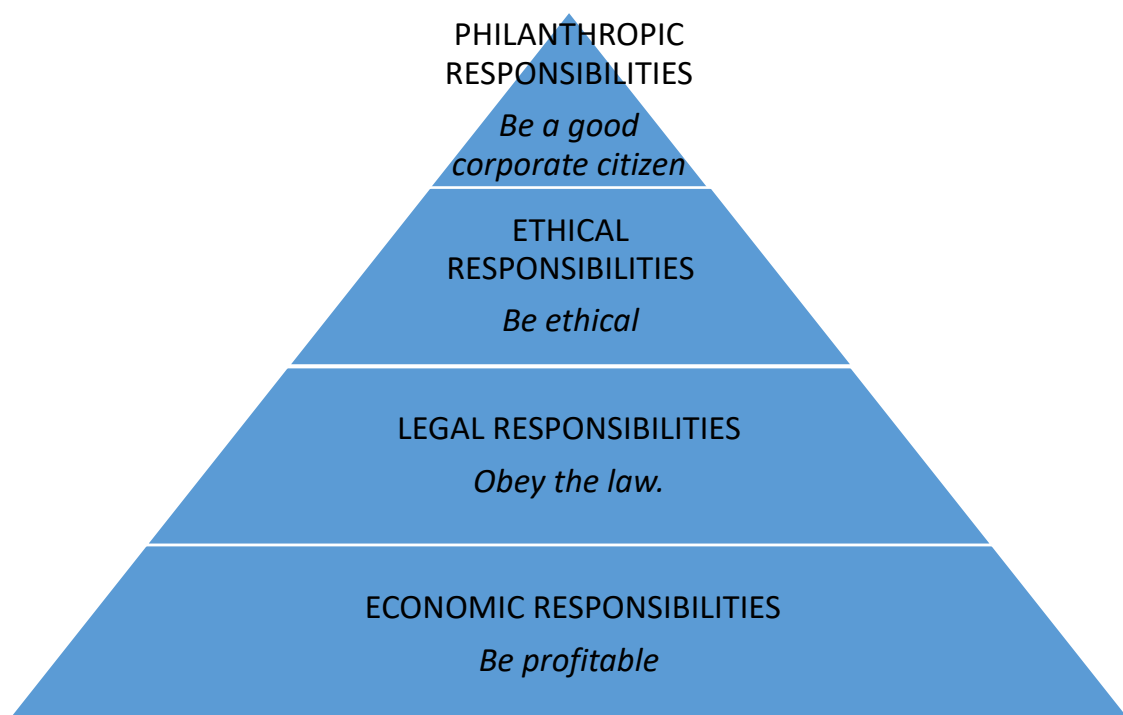 PHILANTHROPIC
RESPONSIBILITIES
Be a good
corporate citizen
ETHICAL
RESPONSIBILITIES
Be ethical
LEGAL RESPONSIBILITIES
Obey the law.
ECONOMIC RESPONSIBILITIES
Be profitable